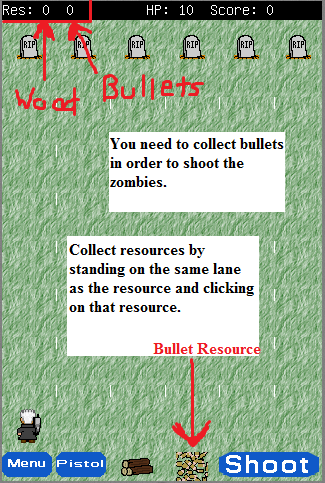 Res: 0 0 HP: 10 Score: 0
RIP RIP RIP RIP RIP RIP
Wood Bullets
You need to collect bullets
in order to shoot the
zombies.
Collect resources by
standing on the same lane
as the resource and clicking
on that resource.
Bullet Resource
Menu Pistol Shoot